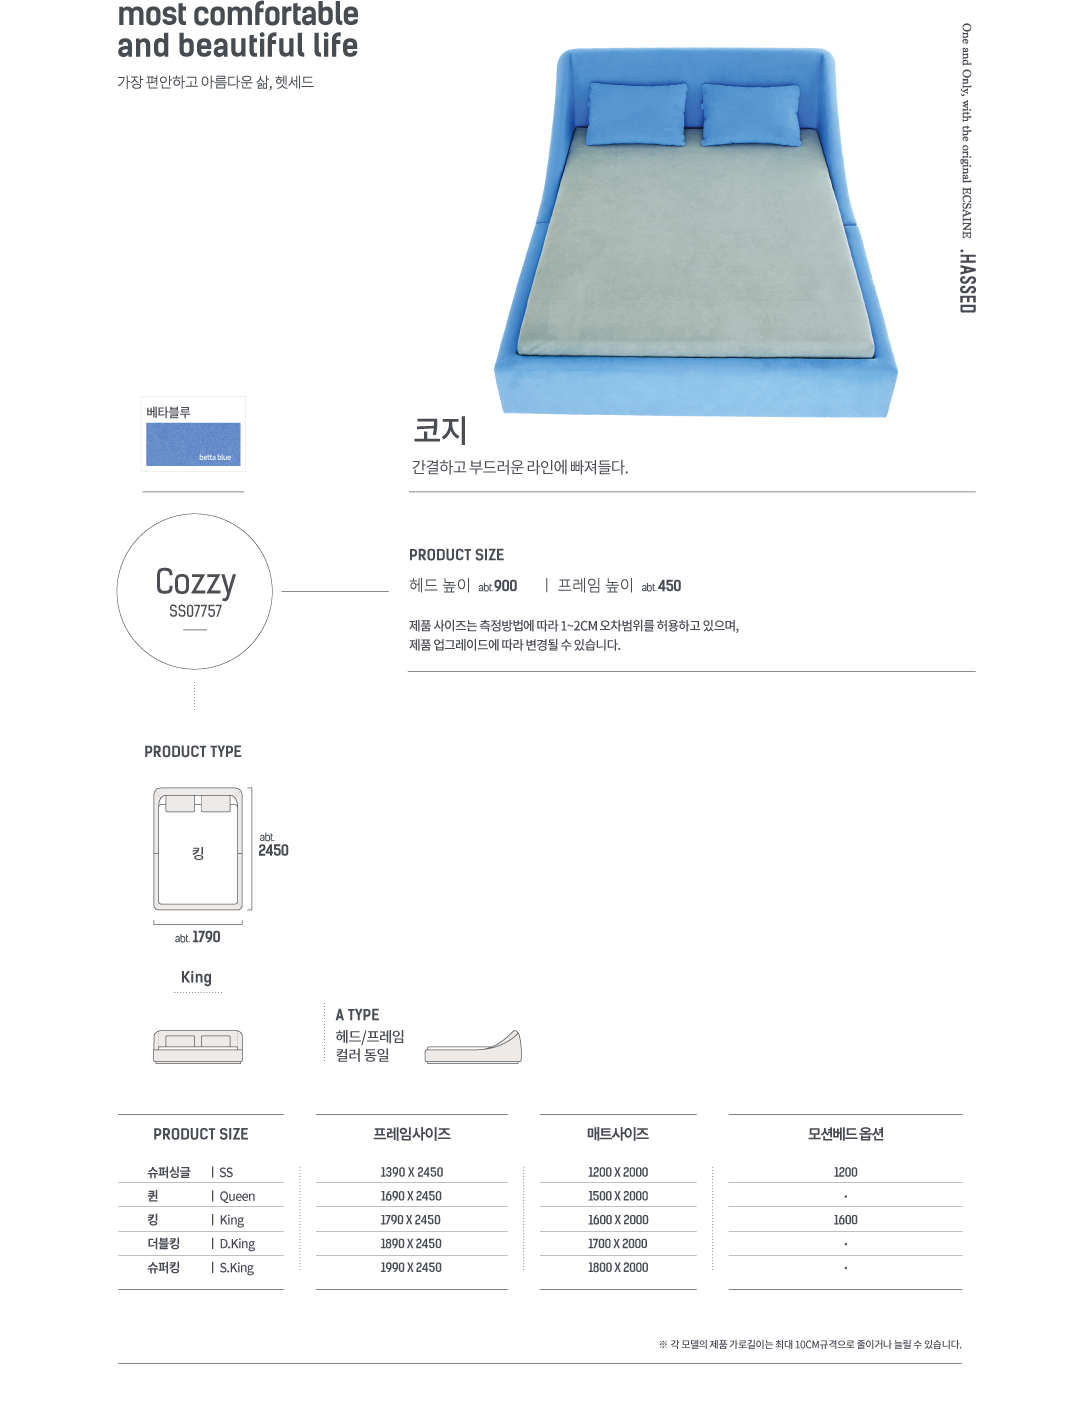 most comfortable
and beautiful life
가장 편안하고 아름다운 삶, 헷세드
One and Only, with the original ECSAINE .HASSED
베타블루
betta blue
코지
간결하고 부드러운 라인에 빠져들다.
Cozzy
SS07757
PRODUCT SIZE
헤드 높이 abt.900 | 프레임 높이 abt.450
제품 사이즈는 측정방법에 따라 1~2CM 오차범위를 허용하고 있으며,
제품 업그레이드에 따라 변경될 수 있습니다.
PRODUCT TYPE
킹
abt.
2450
abt. 1790
King
A TYPE
헤드/프레임
컬러 동일
PRODUCT SIZE 프레임사이즈 매트사이즈 모션베드 옵션
슈퍼싱글 | SS 1390 X 2450 1200 X 2000 1200
퀸 | Queen 1690 X 2450 1500 X 2000 -
킹 | King 1790 X 2450 1600 X 2000 1600
더블킹 | D.King 1890 X 2450 1700 X 2000 -
슈퍼킹 | S.King 1990 X 2450 1800 X 2000 -
※ 각 모델의 제품 가로길이는 최대 10CM규격으로 줄이거나 늘릴 수 있습니다.